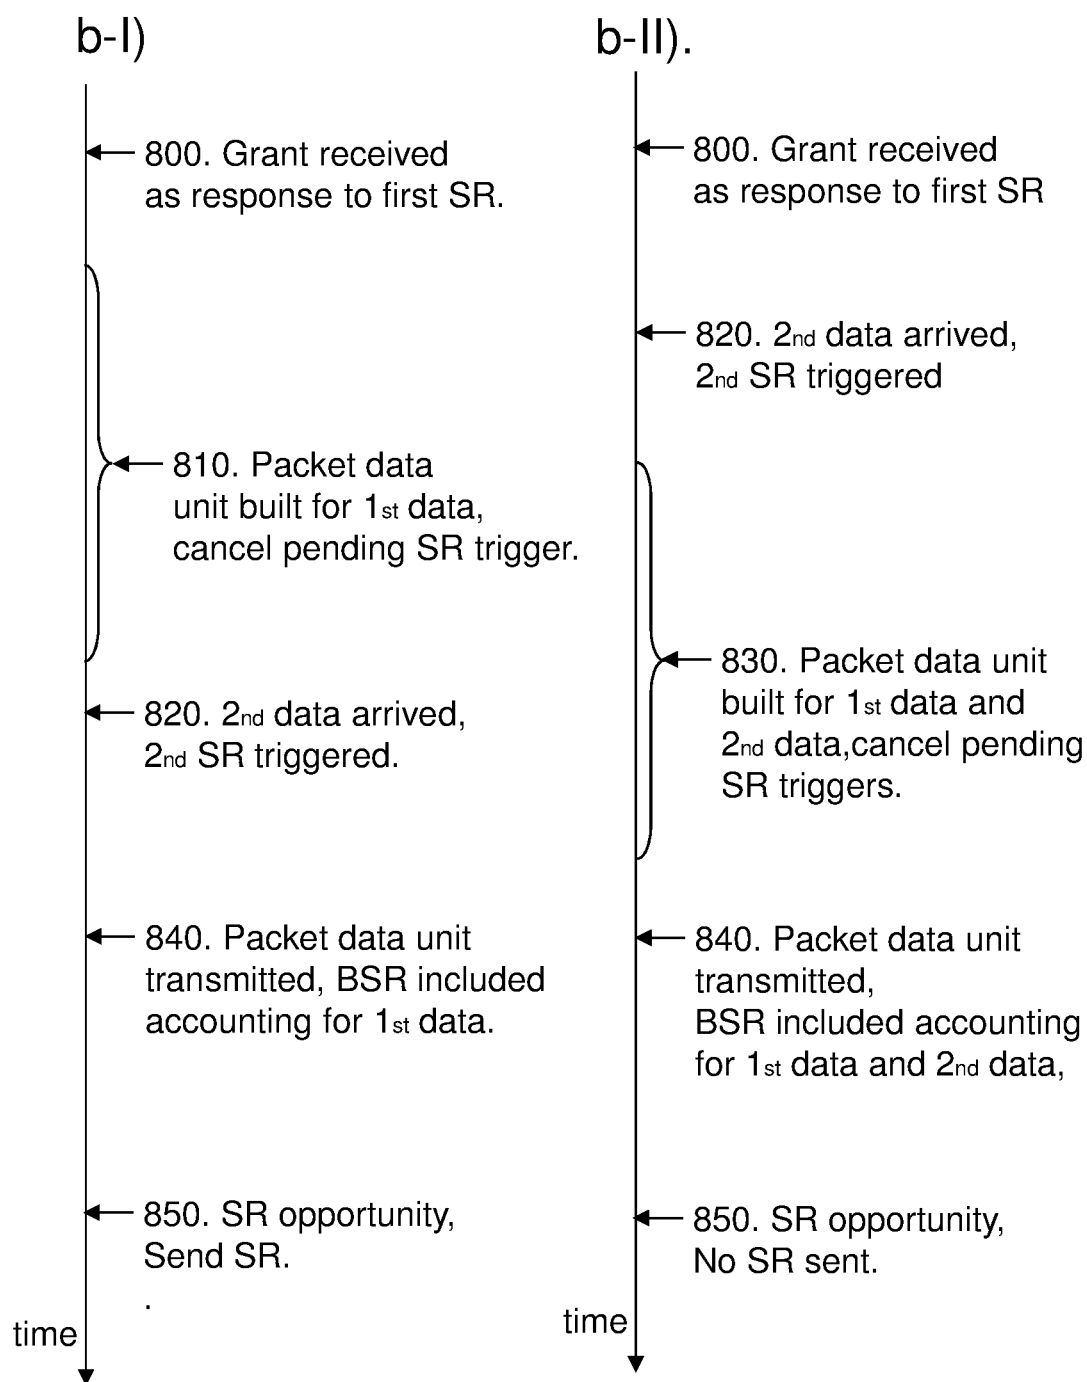 b-I)
800. Grant received
as response to first SR.
810. Packet data
unit built for 1st data,
cancel pending SR trigger.
820. 2nd data arrived,
2nd SR triggered.
840. Packet data unit
transmitted, BSR included
accounting for 1st data.
850. SR opportunity,
Send SR.
.
time
b-II).
800. Grant received
as response to first SR
820. 2nd data arrived,
2nd SR triggered
830. Packet data unit
built for 1st data and
2nd data,cancel pending
SR triggers.
840. Packet data unit
transmitted,
BSR included accounting
for 1st data and 2nd data,
850. SR opportunity,
No SR sent.
time